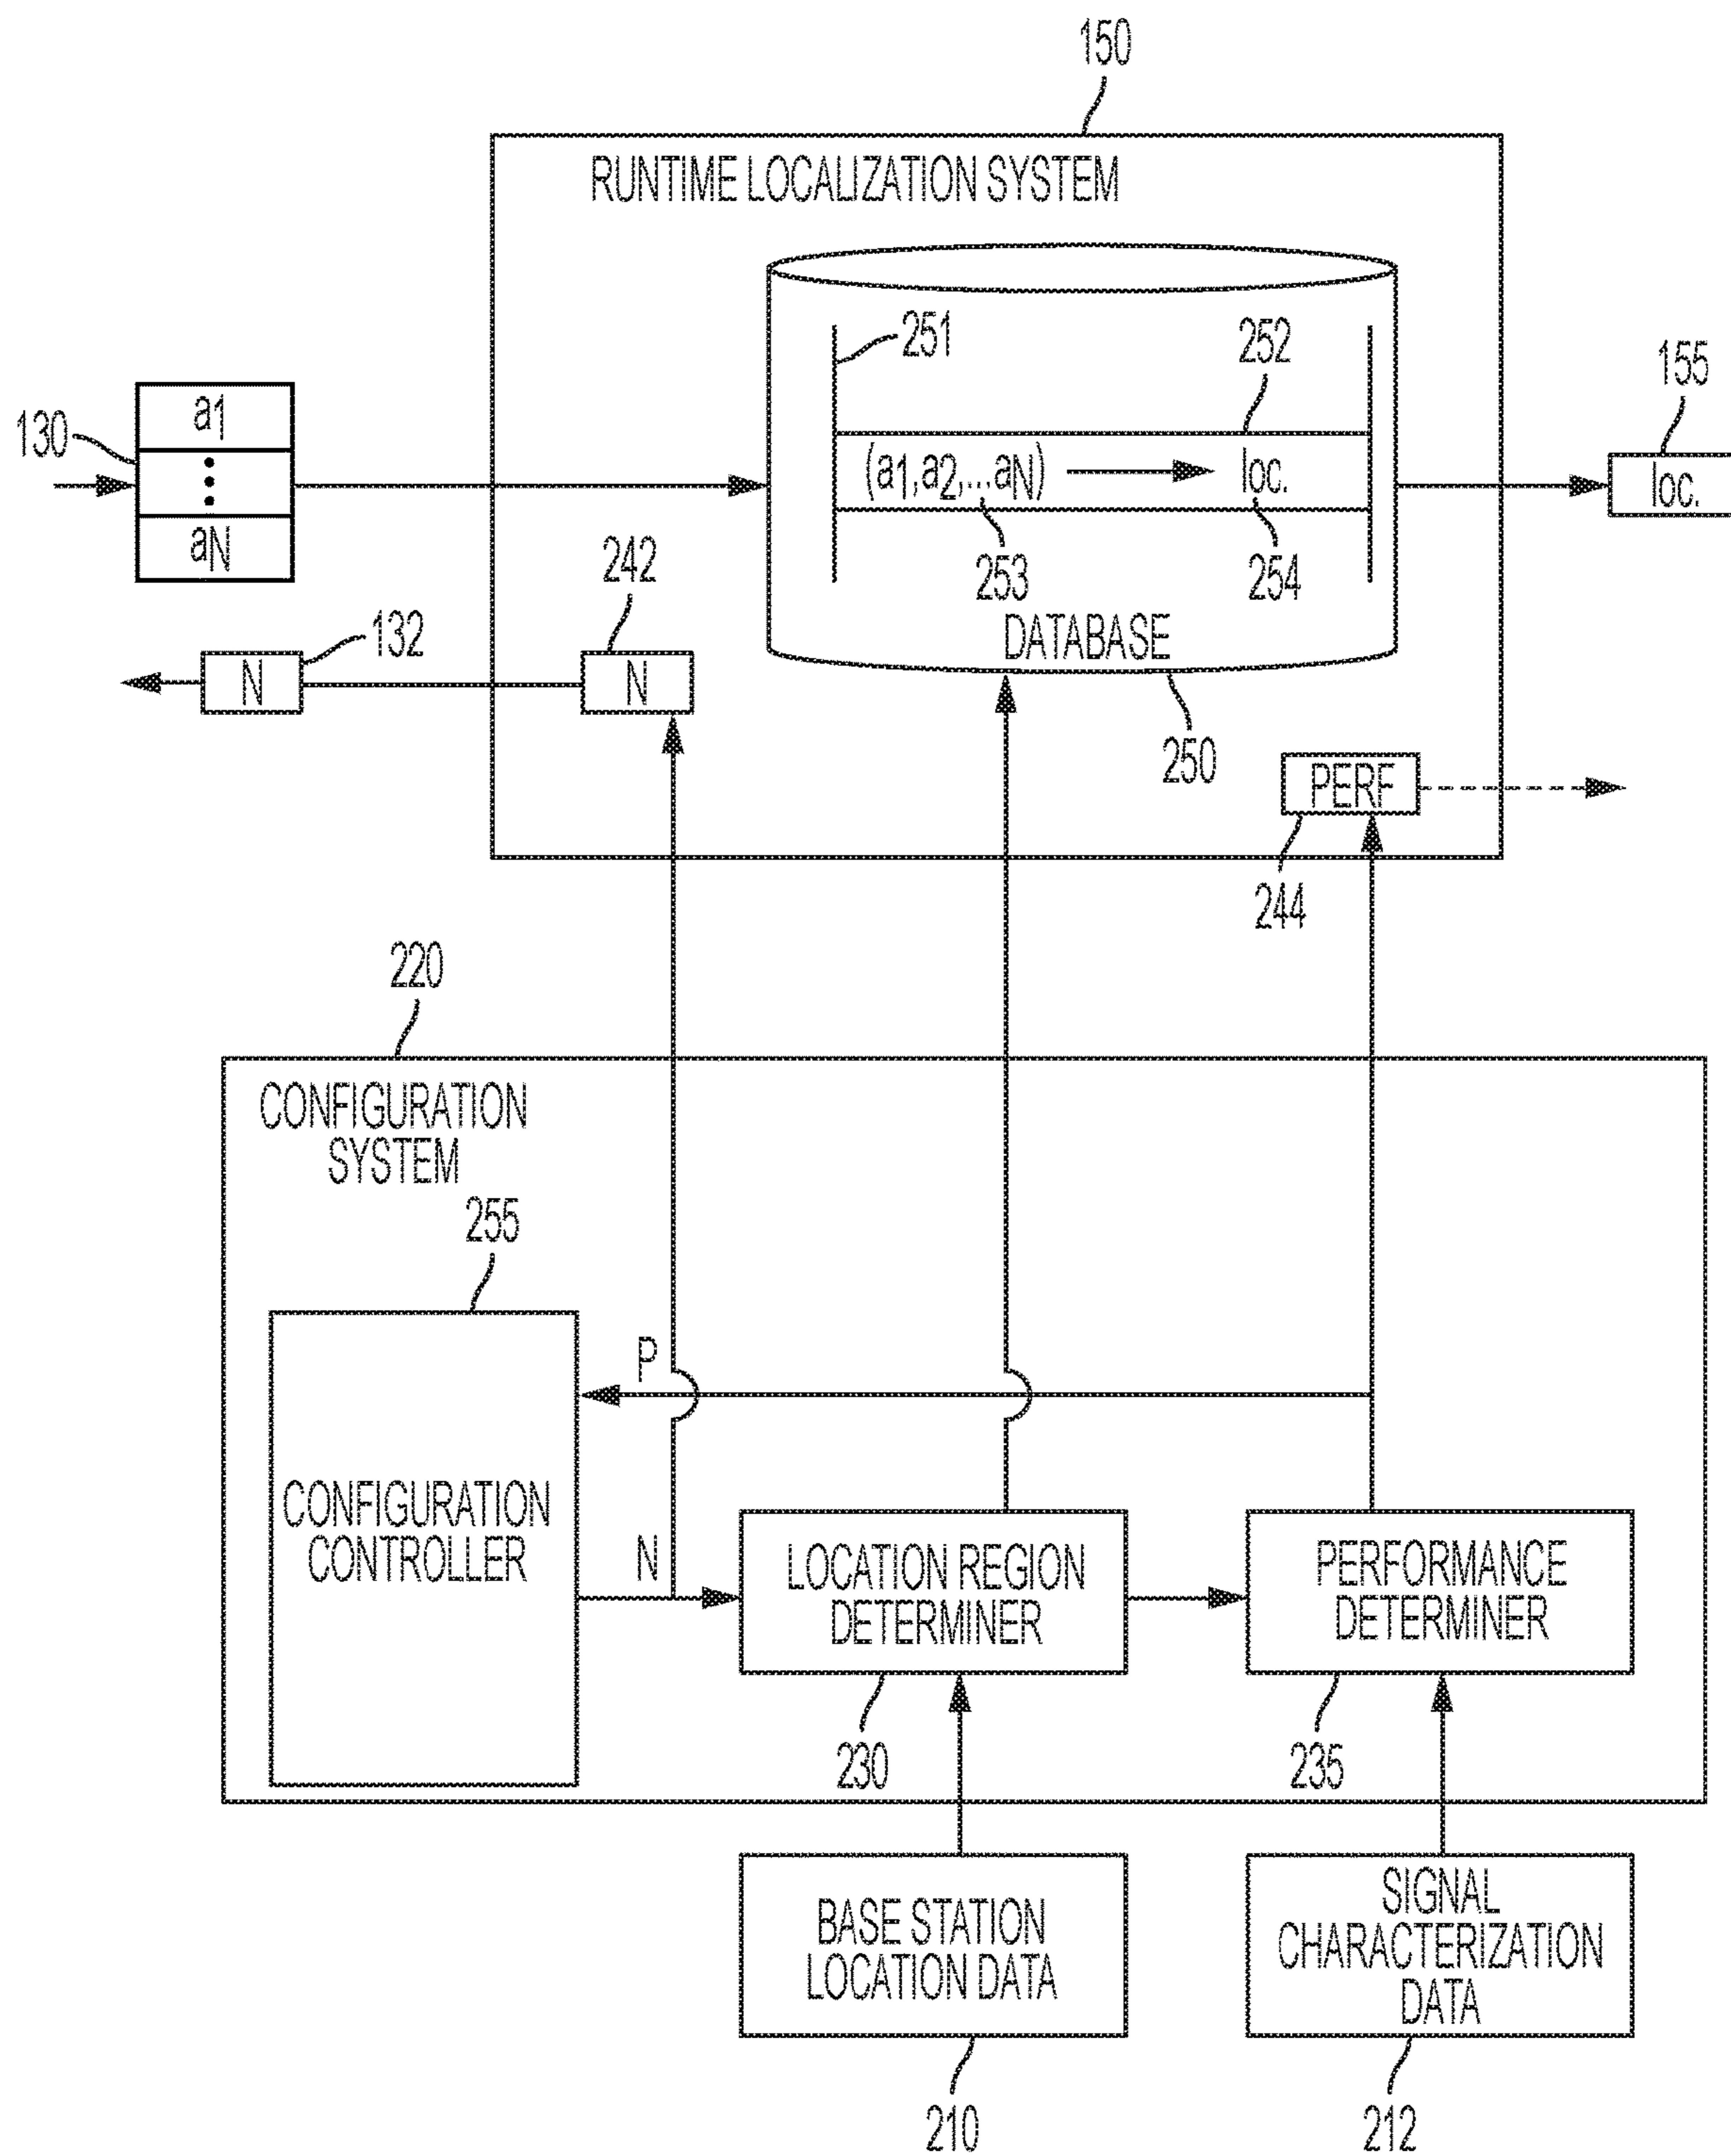 150
RUNTIME LOCALIZATION SYSTEM
251
252
155
130
a1
(a1,a2,...aN)
loc.
loc.
aN
242
253
254
132
DATABASE
N
N
250
PERF
244
220
CONFIGURATION
SYSTEM
255
P
CONFIGURATION
CONTROLLER
N
LOCATION REGION
DETERMINER
PERFORMANCE
DETERMINER
230
235
BASE STATION
LOCATION DATA
SIGNAL
CHARACTERIZATION
DATA
210
212